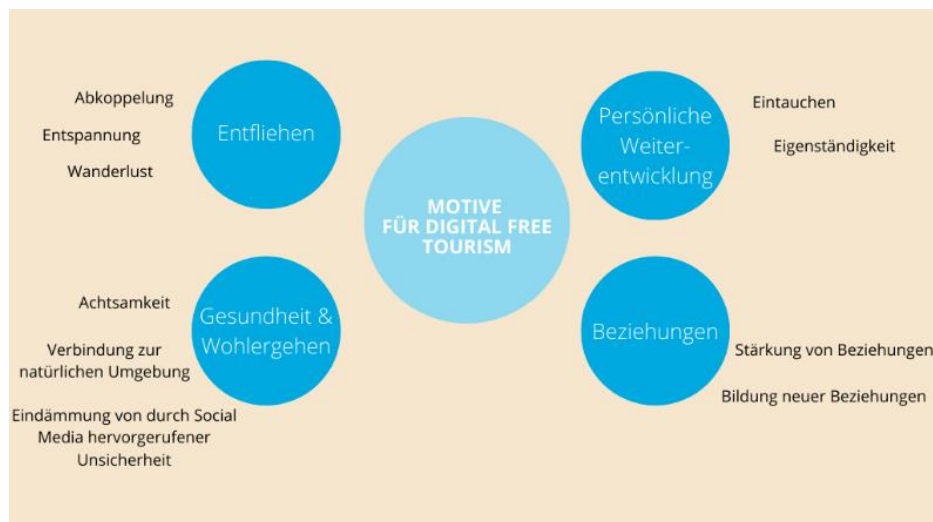 Abkoppelung
Entspannung
Wanderlust
Entfliehen
MOTIVE
FÜR DIGITAL FREE
TOURISM
Persönliche
Weiter-
entwicklung
Eintauchen
Eigenständigkeit
Achtsamkeit
Verbindung zur
natürlichen Umgebung
Eindämmung von durch Social
Media hervorgerufener
Unsicherheit
Gesundheit &
Wohlergehen
Beziehungen
Stärkung von Beziehungen
Bildung neuer Beziehungen